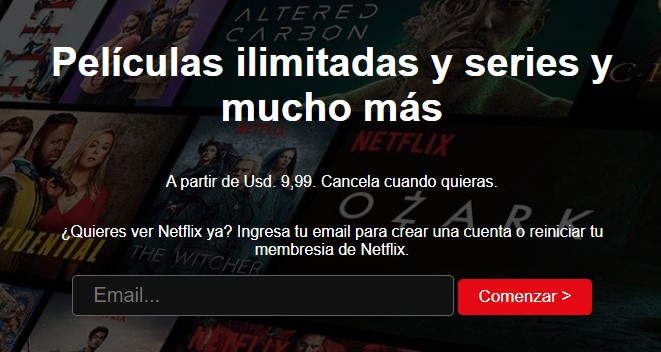 ALTERED
CARBON
Películas ilimitadas y series y
mucho más
NETFLIX
A partir de Usd. 9,99. Cancela cuando quieras.
OZARK
¿Quieres ver Netflix ya? Ingresa tu email para crear una cuenta o reiniciar tu
membresia de Netflix.
FIDENTIAL
THE WITCHER
Email...
Comenzar >
NETFLIX